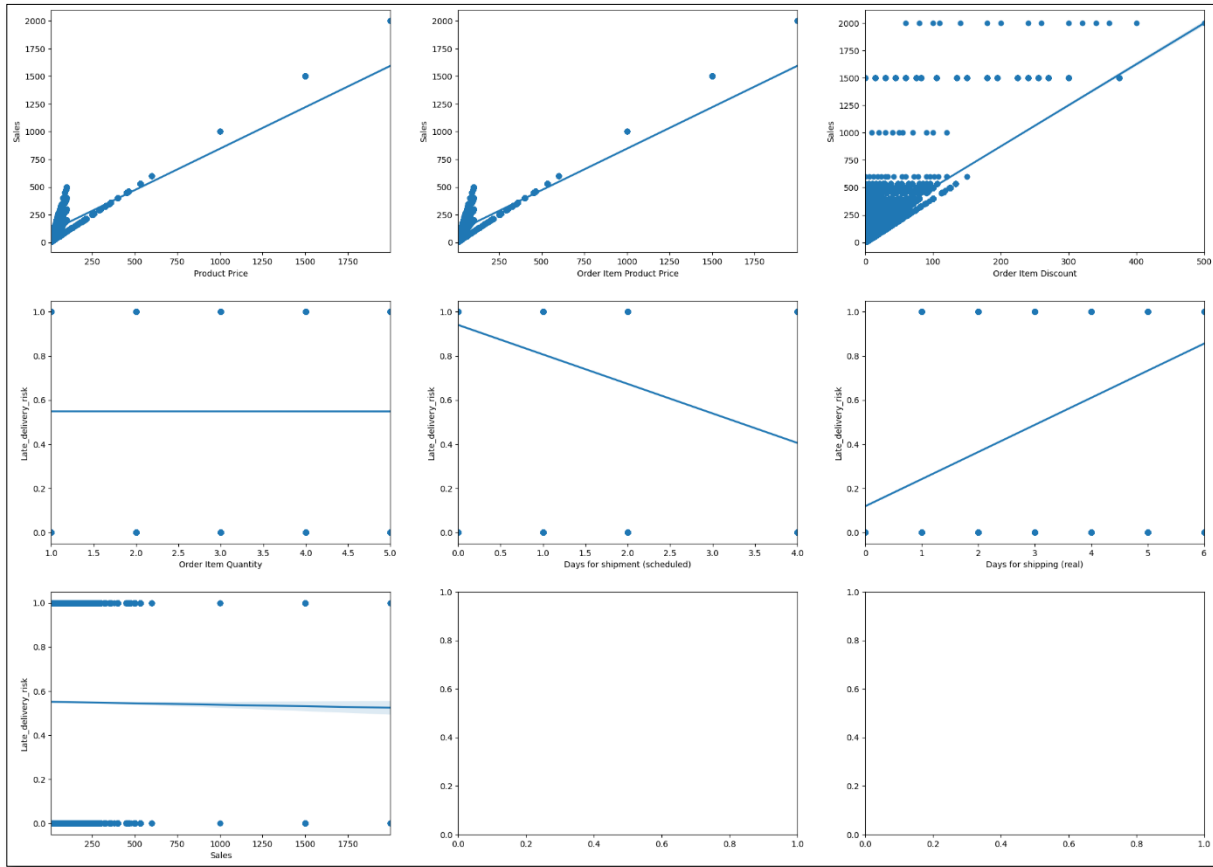 2000
1750
1500
1250
1000
750
500
250
0
Sales
250 500 750 1000 1250 1500 1750
Product Price
2000
1750
1500
1250
1000
750
500
250
0
Sales
250 500 750 1000 1250 1500 1750
Order Item Product Price
2000
1750
1500
1250
1000
750
500
250
0
Sales
0 100 200 300 400 500
Order Item Discount
1.0
0.8
0.6
0.4
0.2
0.0
Late_delivery_risk
1.0 1.5 2.0 2.5 3.0 3.5 4.0 4.5 5.0
Order Item Quantity
1.0
0.8
0.6
0.4
0.2
0.0
Late_delivery_risk
0.0 0.5 1.0 1.5 2.0 2.5 3.0 3.5 4.0
Days for shipment (scheduled)
1.0
0.8
0.6
0.4
0.2
0.0
Late_delivery_risk
0 1 2 3 4 5 6
Days for shipping (real)
1.0
0.8
0.6
0.4
0.2
0.0
Late_delivery_risk
250 500 750 1000 1250 1500 1750
Sales
1.0
0.8
0.6
0.4
0.2
0.0
0.0 0.2 0.4 0.6 0.8 1.0
1.0
0.8
0.6
0.4
0.2
0.0
0.0 0.2 0.4 0.6 0.8 1.0